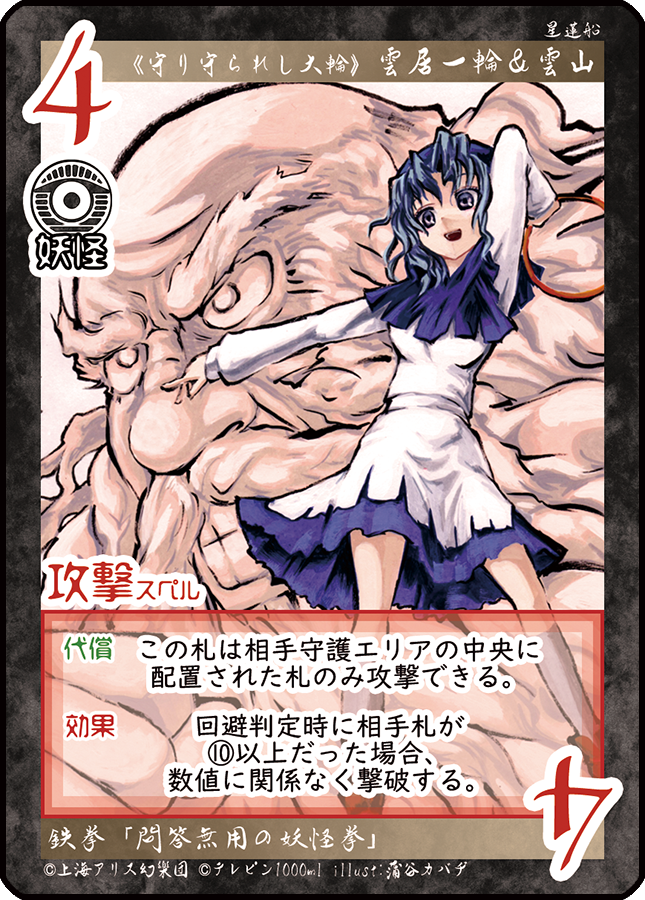 星蓮船
4
《守り守られし大輪》 雲居一輪＆雲山
妖怪
攻撃スペル
代償 この札は相手守護エリアの中央に
配置された札のみ攻撃できる。
効果 回避判定時に相手札が
⑩以上だった場合、
数値に関係なく撃破する。
4
鉄拳「問答無用の妖怪拳」
©上海アリス幻樂団 ©テレピン1000ml illust:蒲谷カバヂ